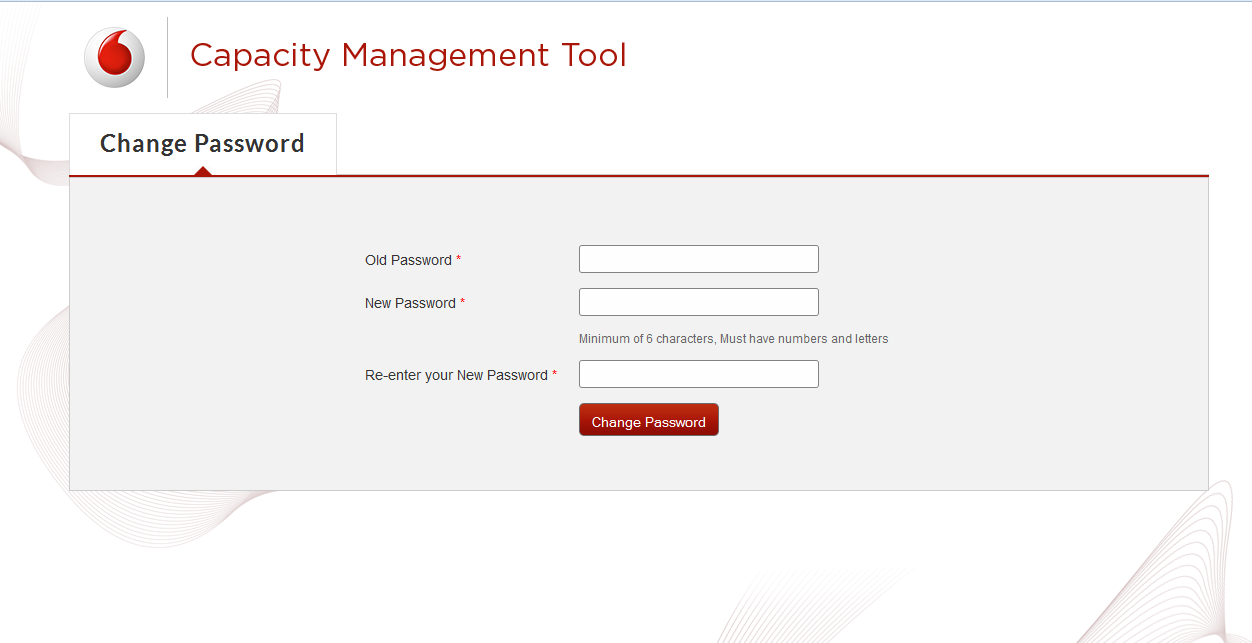 Capacity Management Tool
Change Password
Old Password *
New Password *
Minimum of 6 characters, Must have numbers and letters
Re-enter your New Password *
Change Password